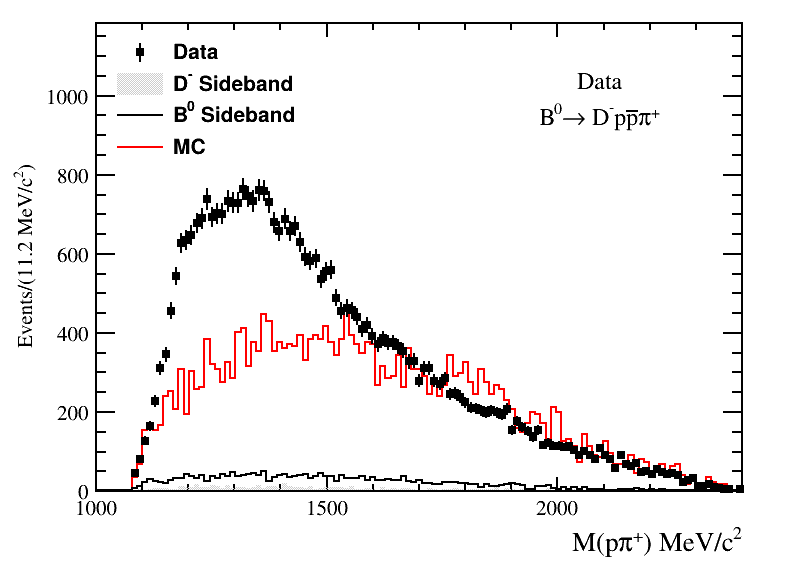 Data
D⁻ Sideband
B⁰ Sideband
MC
Data
B⁰→ D⁻pp̅π⁺
Events/(11.2 MeV/c²)
1000
800
600
400
200
0
1000 1500 2000
M(pπ⁺) MeV/c²